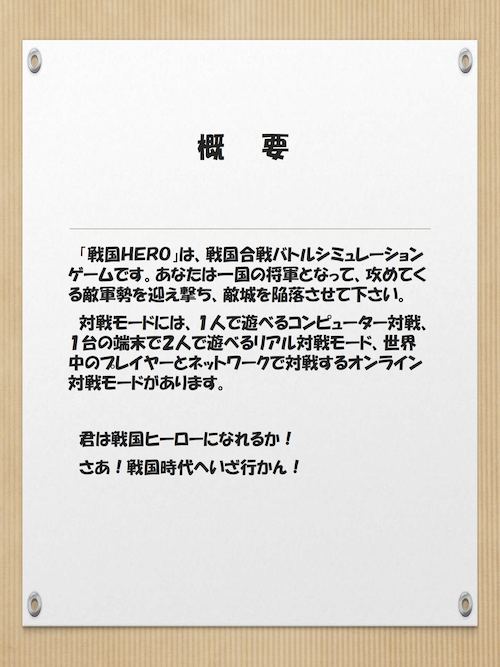 概　要
「戦国HERO」は、戦国合戦バトルシミュレーション
ゲームです。あなたは一国の将軍となって、攻めてく
る敵軍勢を迎え撃ち、敵城を陥落させて下さい。
対戦モードには、1人で遊べるコンピューター対戦、
1台の端末で2人で遊べるリアル対戦モード、世界
中のプレイヤーとネットワークで対戦するオンライン
対戦モードがあります。
君は戦国ヒーローになれるか！
さあ！戦国時代へいざ行かん！